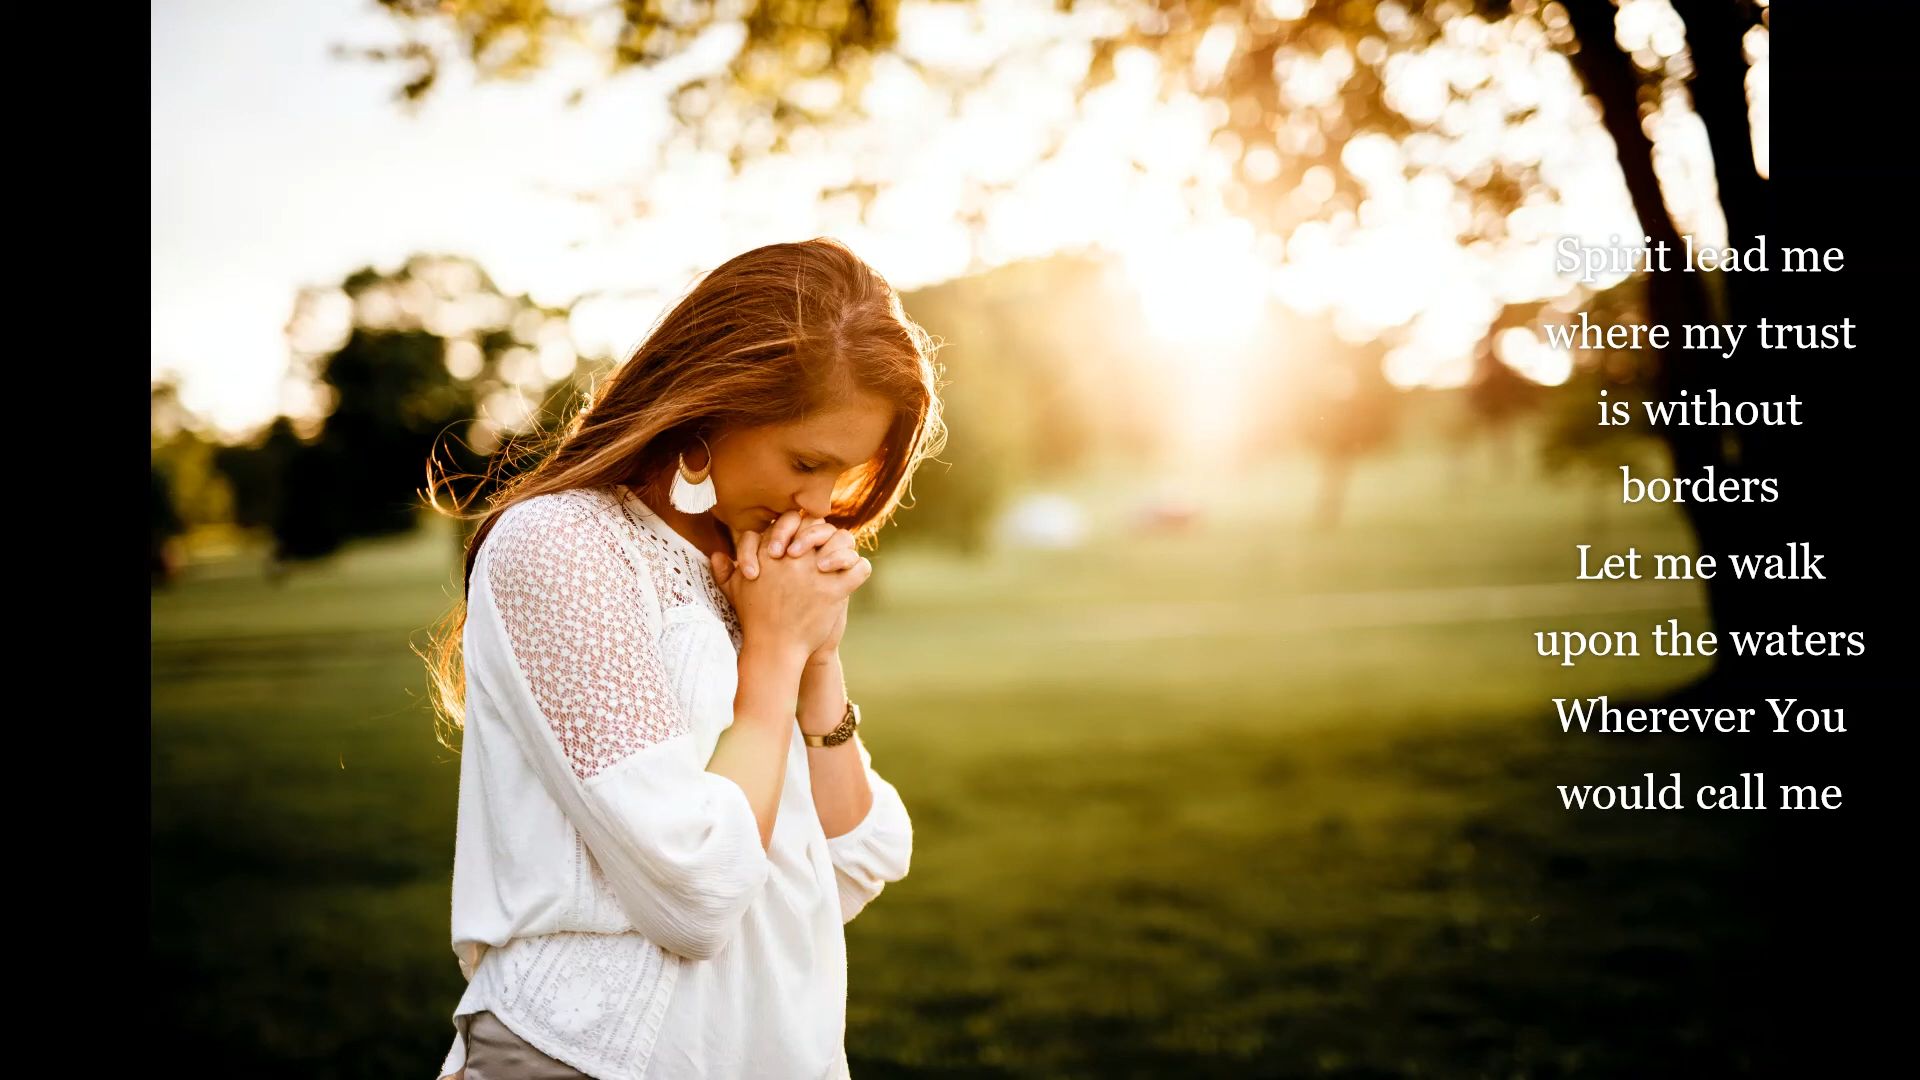 Spirit lead me
where my trust
is without
borders
Let me walk
upon the waters
Wherever You
would call me